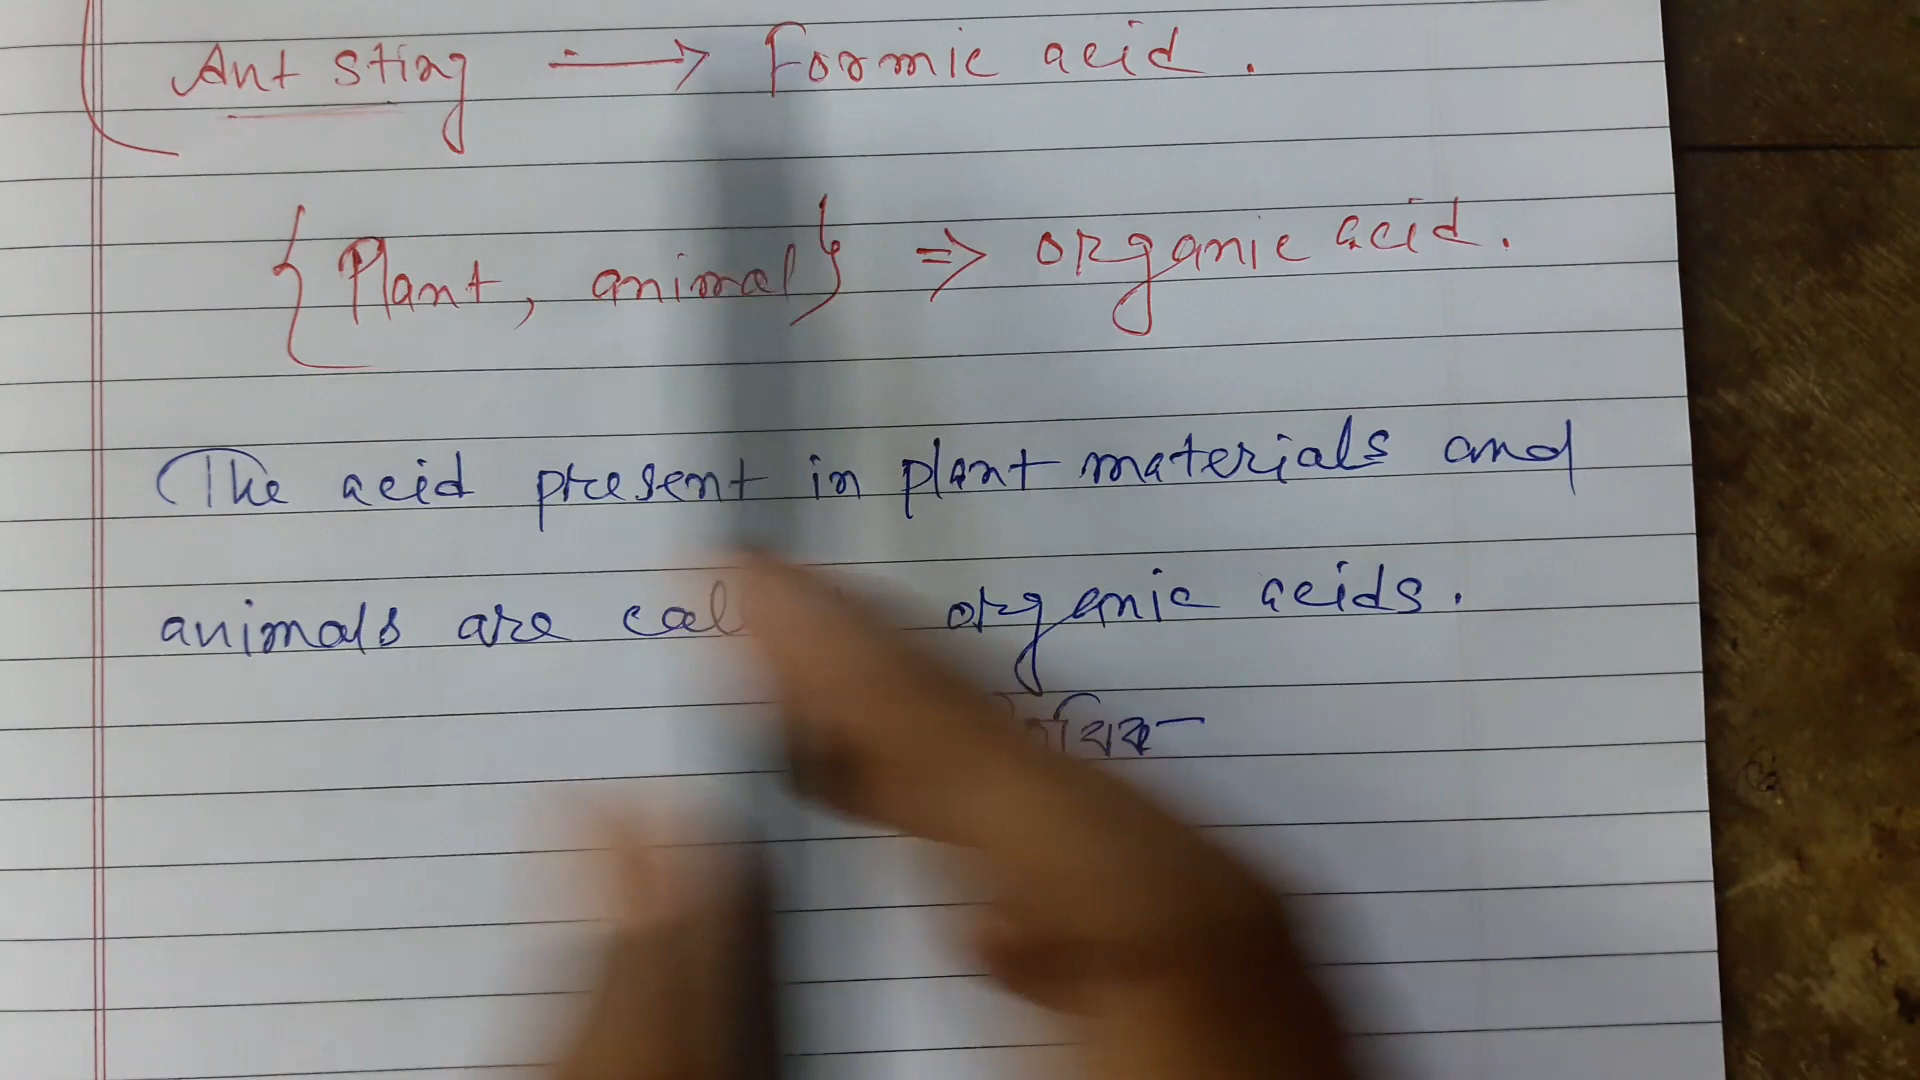 Ant sting → Formic acid.
{Plant, animal} ⇒ organic acid.
The acid present in plant materials and
animals are organic acids.